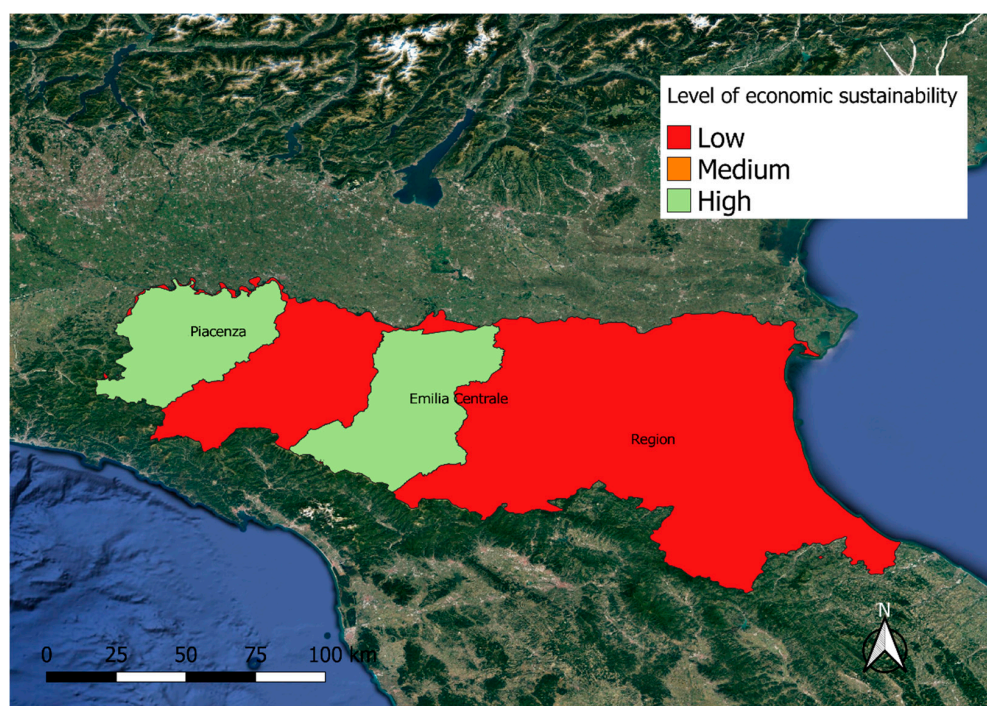 Level of economic sustainability
Low
Medium
High
Piacenza
Emilia Centrale
Region
N
0 25 50 75 100 km